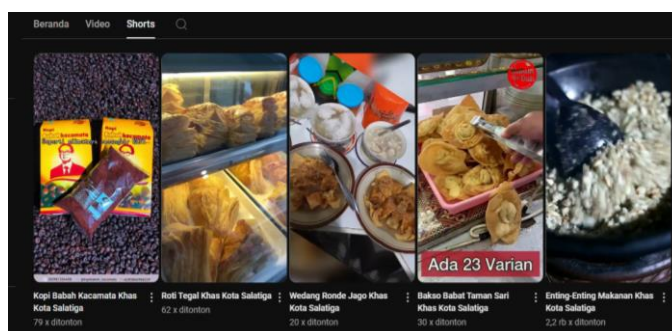 Beranda Video Shorts
kacamata
Ada 23 Varian
Kopi Babah Kacamata Khas
Kota Salatiga
79 x ditonton
Roti Tegal Khas Kota Salatiga
62 x ditonton
Wedang Ronde Jago Khas
Kota Salatiga
20 x ditonton
Bakso Babat Taman Sari
Khas Kota Salatiga
30 x ditonton
Enting-Enting Makanan Khas
Kota Salatiga
2,2 rb x ditonton